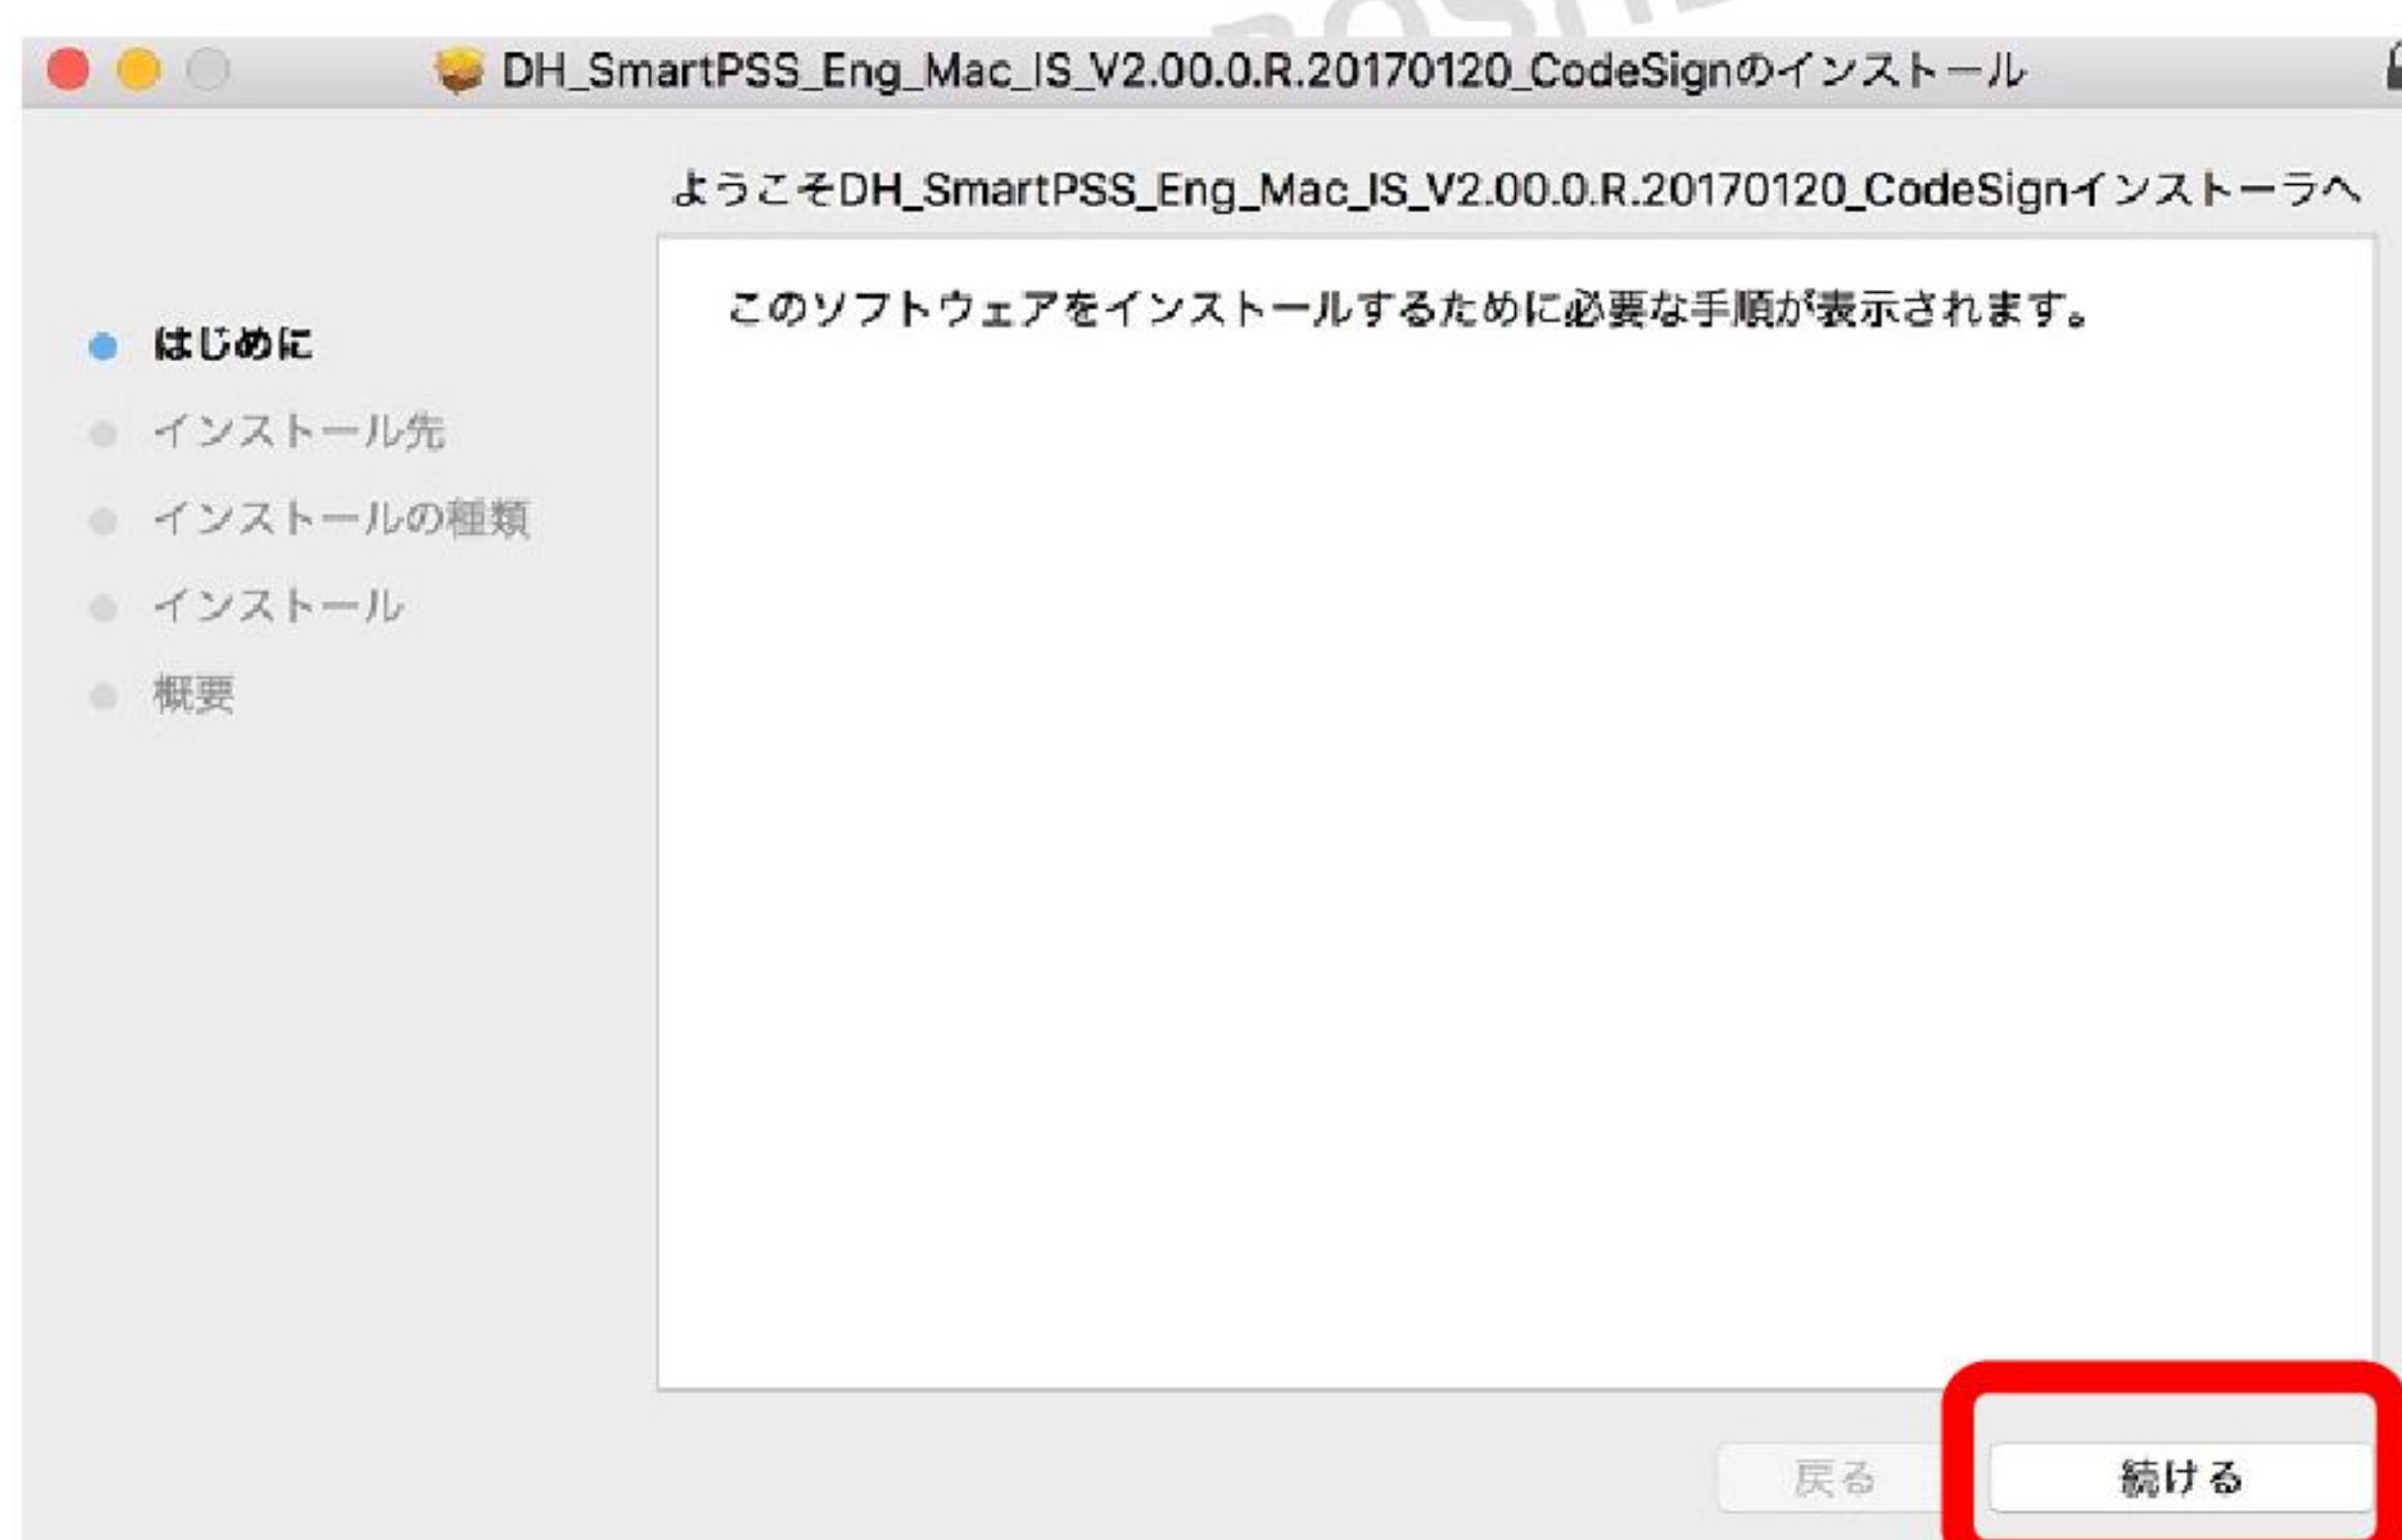 DH_SmartPSS_Eng_Mac_IS_V2.00.0.R.20170120_CodeSignのインストール
ようこそDH_SmartPSS_Eng_Mac_IS_V2.00.0.R.20170120_CodeSignインストーラへ
このソフトウェアをインストールするために必要な手順が表示されます。
はじめに
インストール先
インストールの種類
インストール
概要
戻る
続ける